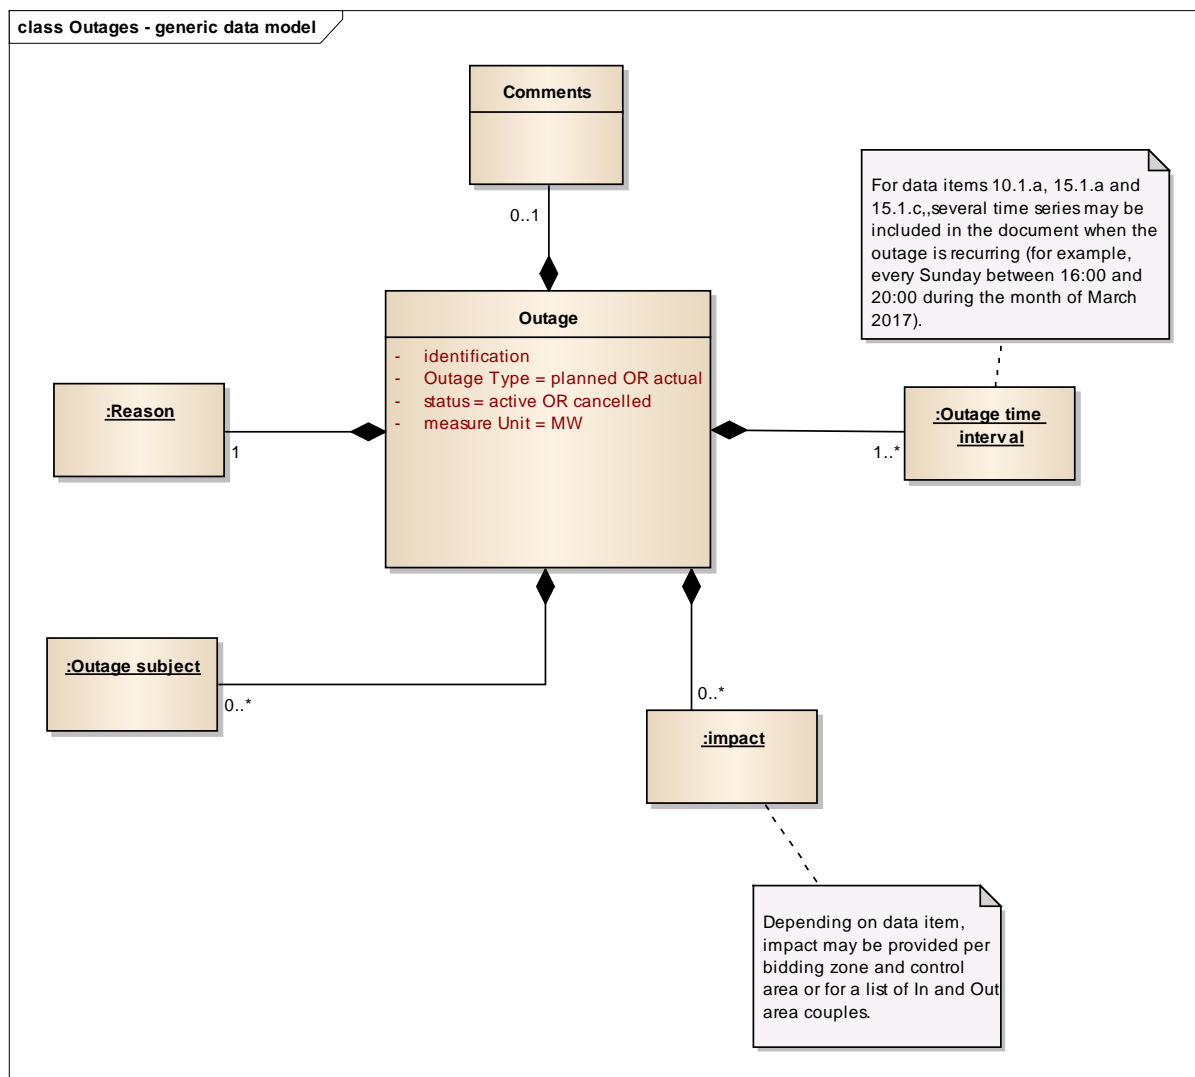 class Outages - generic data model
Comments
0..1
For data items 10.1.a, 15.1.a and
15.1.c,,several time series may be
included in the document when the
outage is recurring (for example,
every Sunday between 16:00 and
20:00 during the month of March
2017).
Outage
- identification
- Outage Type = planned OR actual
- status = active OR cancelled
- measure Unit = MW
:Reason
1
:Outage time
interval
1..*
:Outage subject
0..*
0..*
:impact
Depending on data item,
impact may be provided per
bidding zone and control
area or for a list of In and Out
area couples.